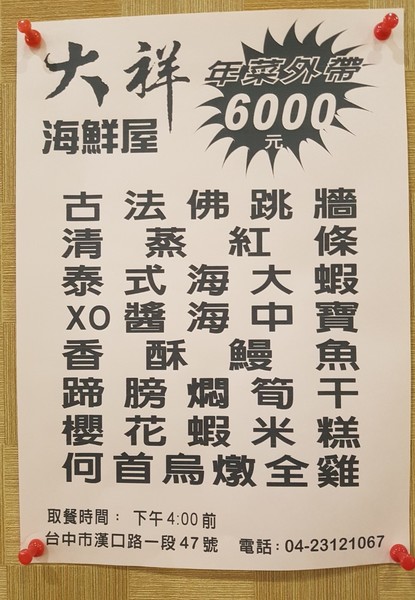 大祥
海鮮屋
年菜外帶
6000
元
古法佛跳牆
清蒸紅條
泰式海大蝦
XO醬海中寶
香酥鰻魚
蹄膀燜筍干
櫻花蝦米糕
何首烏燉全雞
取餐時間：下午4:00前
台中市漢口路一段47號 電話：04-23121067